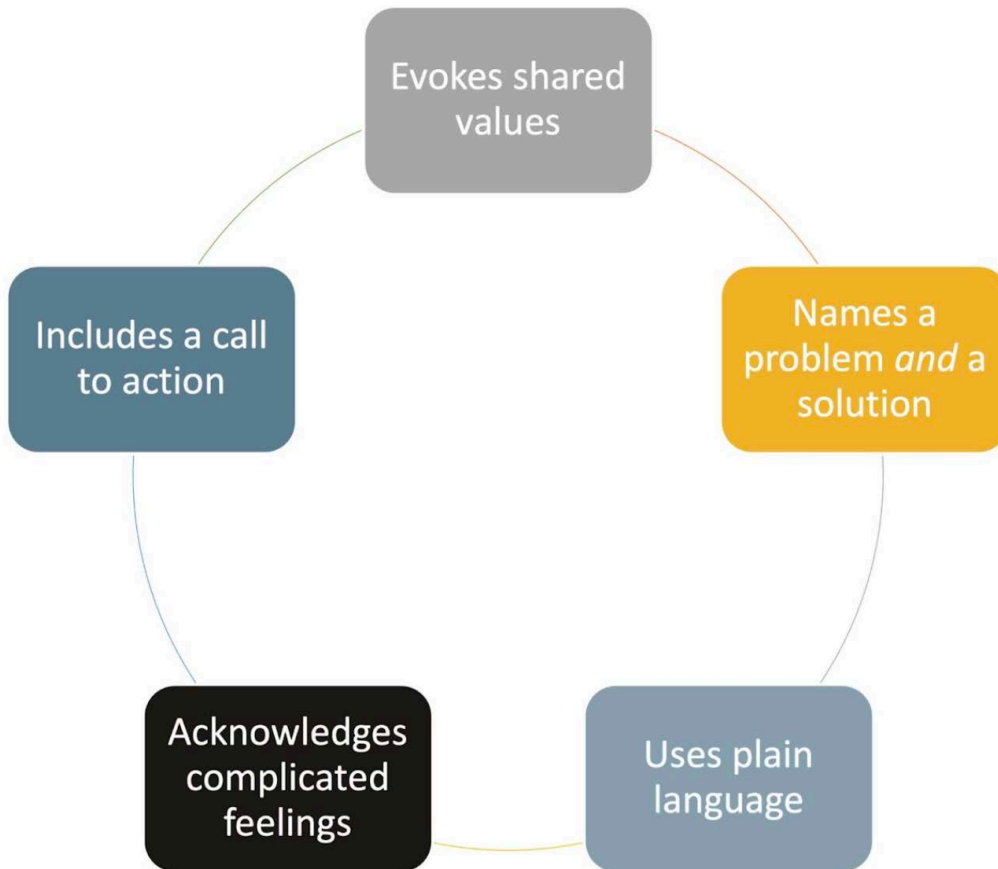 Evokes shared
values
Names a
problem and a
solution
Uses plain
language
Acknowledges
complicated
feelings
Includes a call
to action